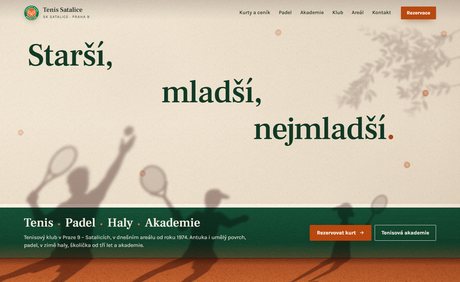 Tenis Satalice
SK SATALICE · PRAHA 9
Kurty a ceník Padel Akademie Klub Areál Kontakt Rezervace
Starší,
mladší,
nejmladší.
Tenis · Padel · Haly · Akademie
Tenisový klub v Praze 9 – Satalicích, v dnešním areálu od roku 1974. Antuka i umělý povrch,
padel, v zimě haly, školička od tří let a akademie.
Rezervovat kurt →
Tenisová akademie